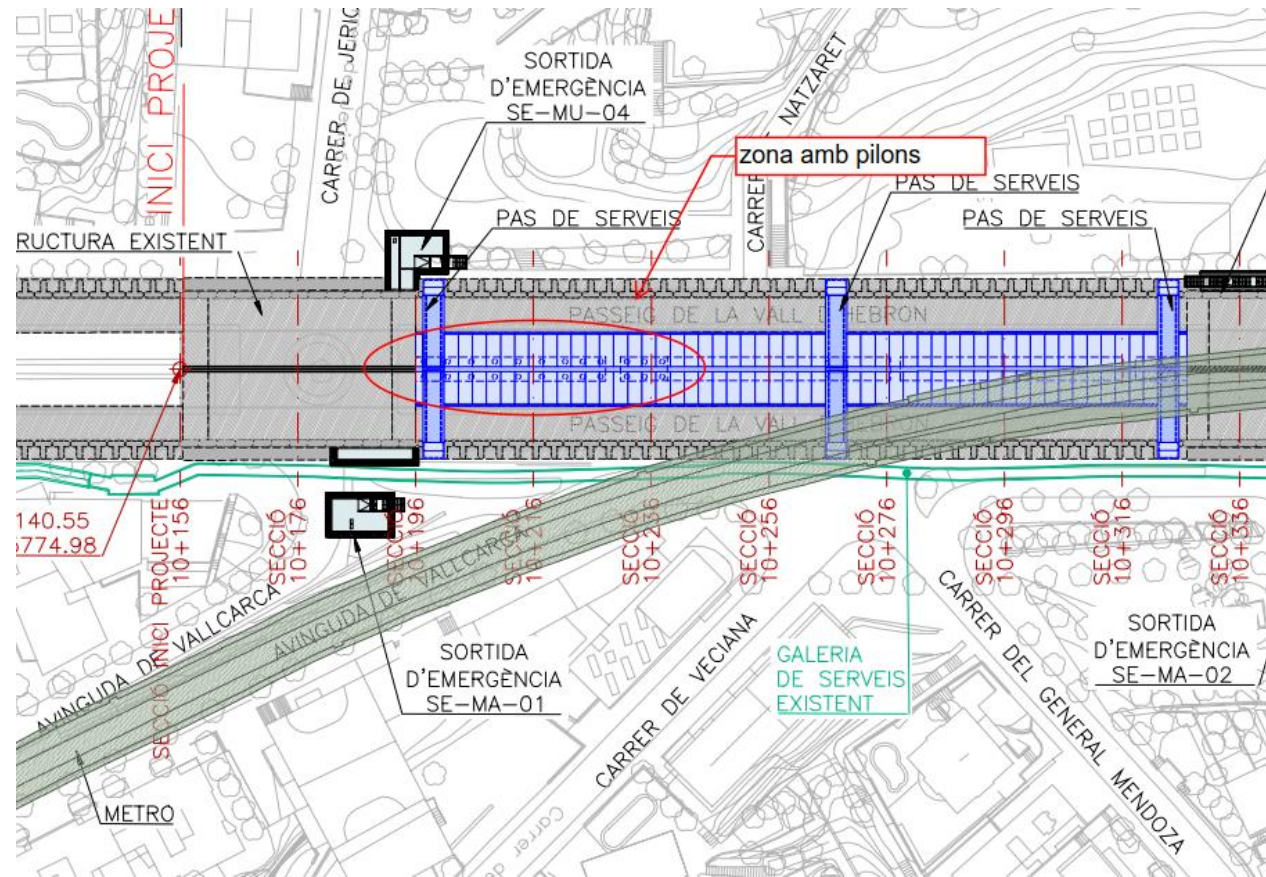 INICI PROJE
CARRER DE JERIC
SORTIDA
D'EMERGÈNCIA
SE-MU-04
CARRER
NATZARET
zona amb pilons
PAS DE SERVEIS
PAS DE SERVEIS
PAS DE SERVEIS
RUCTURA EXISTENT
PASSEIG DE LA VALL D'HEBRON
PASSEIG DE LA VALL
HEBRON
140.55
774.98
SECCIÓ INICI PROJECTE
10+156
SECCIÓ
10+176
SECCIÓ
10+196
SECCIÓ
10+216
SECCIÓ
10+236
SECCIÓ
10+256
SECCIÓ
10+276
SECCIÓ
10+296
SECCIÓ
10+316
SECCIÓ
10+336
AVINGUDA DE VALLCARCA
AVINGUDA DE VALLCARCA
SORTIDA
D'EMERGÈNCIA
SE-MA-01
CARRER DE VECIANA
Carrer
GALERIA
DE SERVEIS
EXISTENT
CARRER DEL GENERAL MENDOZA
SORTIDA
D'EMERGÈNCIA
SE-MA-02
METRO